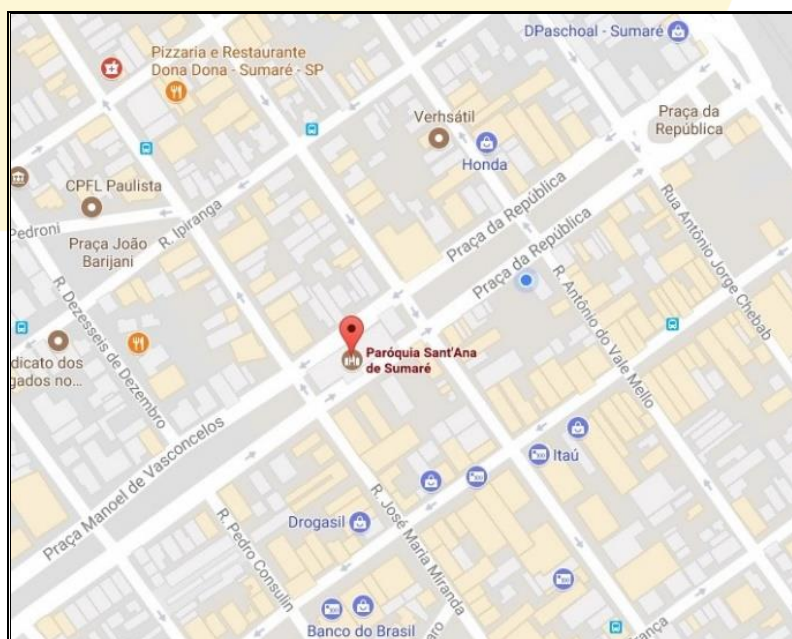 DPaschoal - Sumaré
Pizzaria e Restaurante
Dona Dona - Sumaré - SP
Verhsátil
Honda
Praça da
República
CPFL Paulista
Pedroni
Praça João
Barijani
R. Ipiranga
Praça da República
Praça da República
Rua Antônio Jorge Chebab
R. Antônio do Vale Mello
R. Dezesseis de Dezembro
dicato dos
gados no...
Paróquia Sant'Ana
de Sumaré
Praça Manoel de Vasconcelos
Itaú
Drogasil
R. José Maria Miranda
R. Pedro Consulin
Banco do Brasil
aro
rança